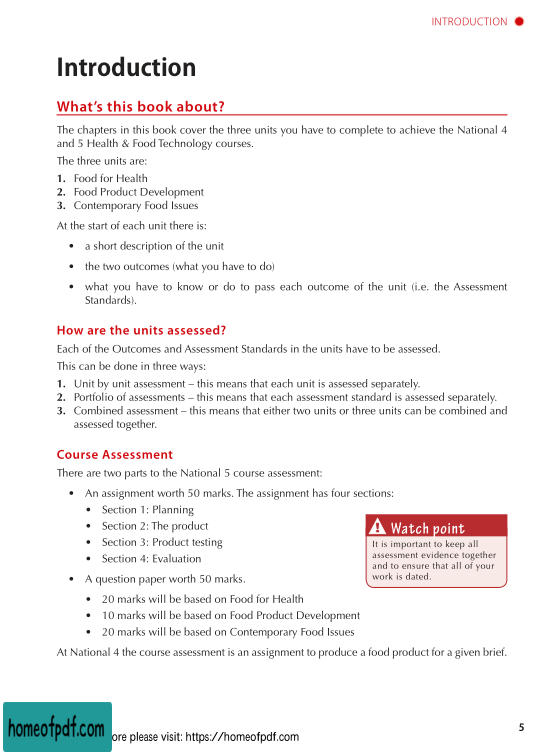 INTRODUCTION
Introduction
What's this book about?
The chapters in this book cover the three units you have to complete to achieve the National 4
and 5 Health & Food Technology courses.
The three units are:
1. Food for Health
2. Food Product Development
3. Contemporary Food Issues
At the start of each unit there is:
• a short description of the unit
• the two outcomes (what you have to do)
• what you have to know or do to pass each outcome of the unit (i.e. the Assessment
Standards).
How are the units assessed?
Each of the Outcomes and Assessment Standards in the units have to be assessed.
This can be done in three ways:
1. Unit by unit assessment – this means that each unit is assessed separately.
2. Portfolio of assessments – this means that each assessment standard is assessed separately.
3. Combined assessment – this means that either two units or three units can be combined and
assessed together.
Course Assessment
There are two parts to the National 5 course assessment:
• An assignment worth 50 marks. The assignment has four sections:
• Section 1: Planning
• Section 2: The product
• Section 3: Product testing
• Section 4: Evaluation
Watch point
It is important to keep all
assessment evidence together
and to ensure that all of your
work is dated.
• A question paper worth 50 marks.
• 20 marks will be based on Food for Health
• 10 marks will be based on Food Product Development
• 20 marks will be based on Contemporary Food Issues
At National 4 the course assessment is an assignment to produce a food product for a given brief.
5
homeofpdf.com
ore please visit: https://homeofpdf.com